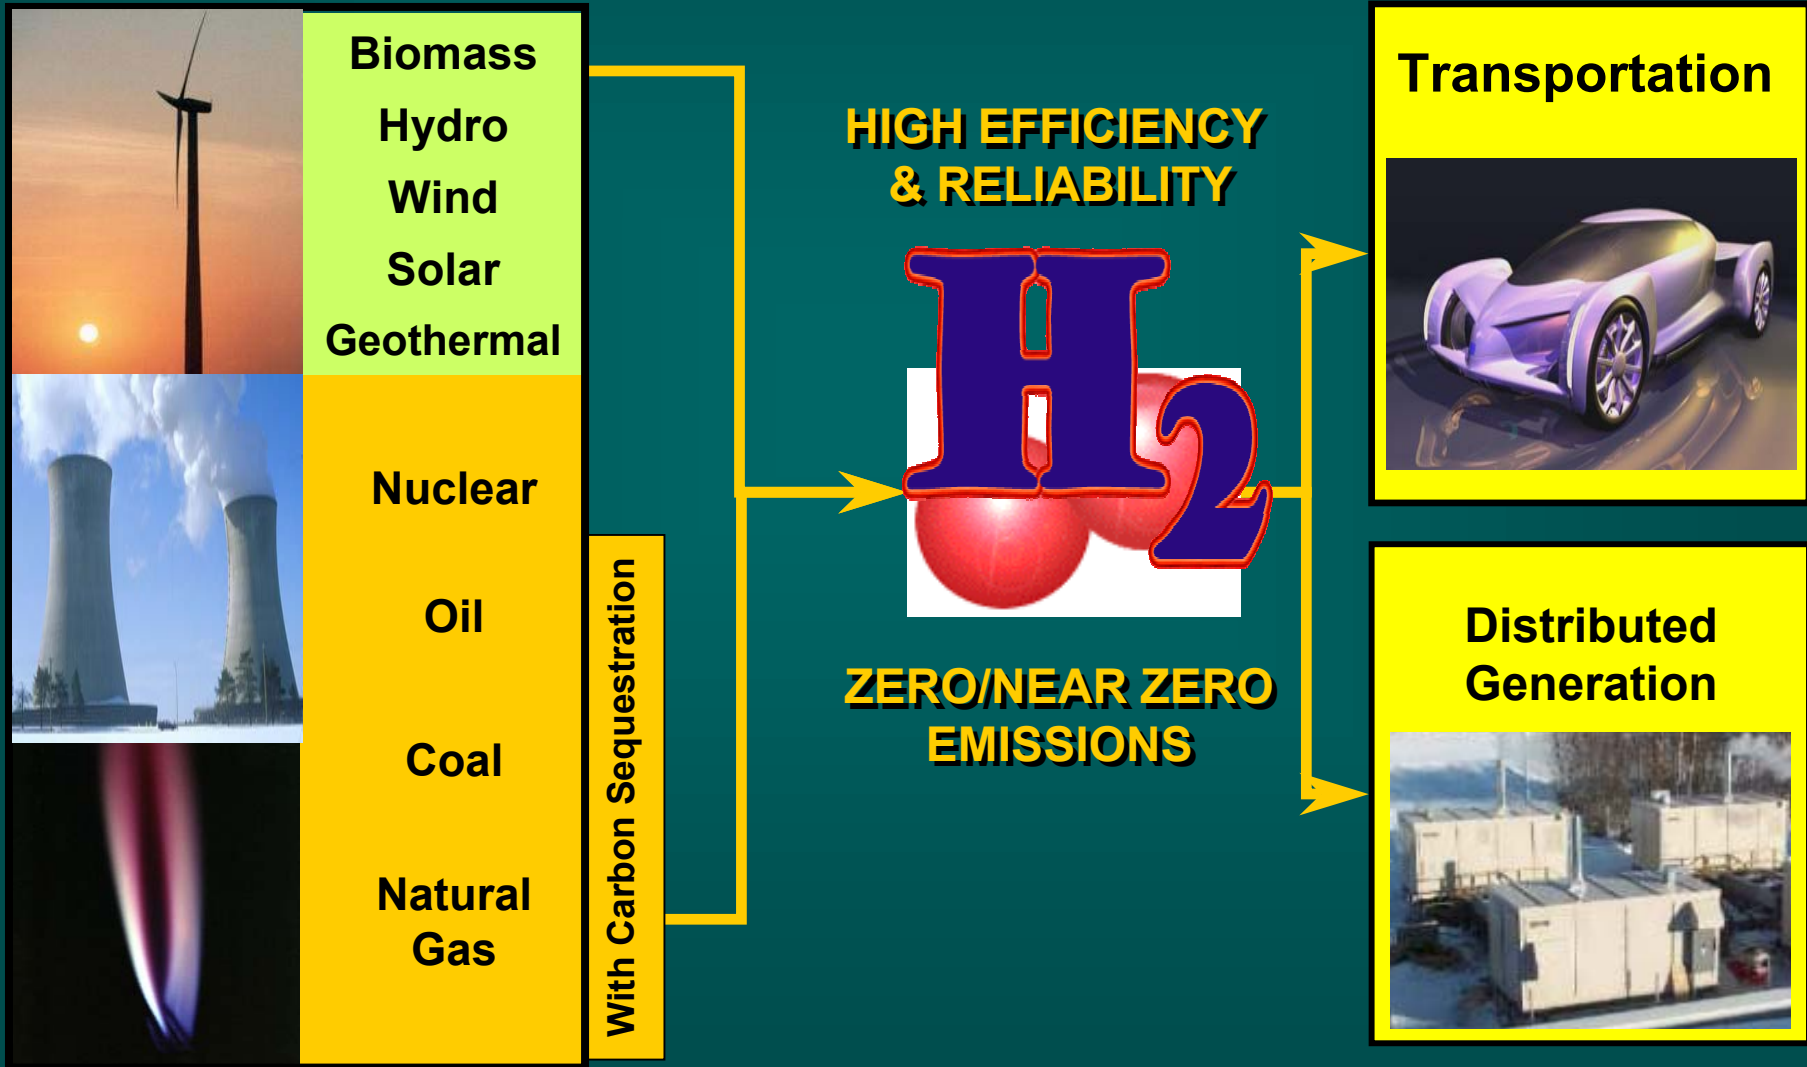 Biomass
Hydro
Wind
Solar
Geothermal
Nuclear
Oil
Coal
Natural
Gas
With Carbon Sequestration
HIGH EFFICIENCY
& RELIABILITY
H2
ZERO/NEAR ZERO
EMISSIONS
Transportation
Distributed
Generation